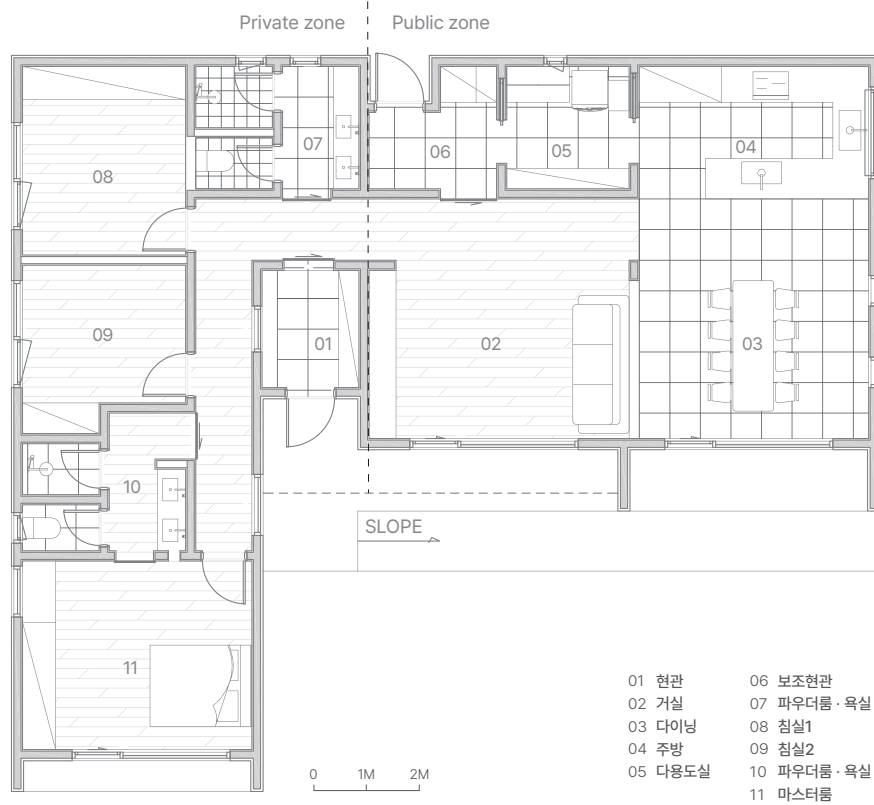 Private zone
Public zone
07
06
05
04
08
09
01
02
03
10
SLOPE
11
01 현관
02 거실
03 다이닝
04 주방
05 다용도실
06 보조현관
07 파우더룸 · 욕실
08 침실1
09 침실2
10 파우더룸 · 욕실
11 마스터룸
0 1M 2M